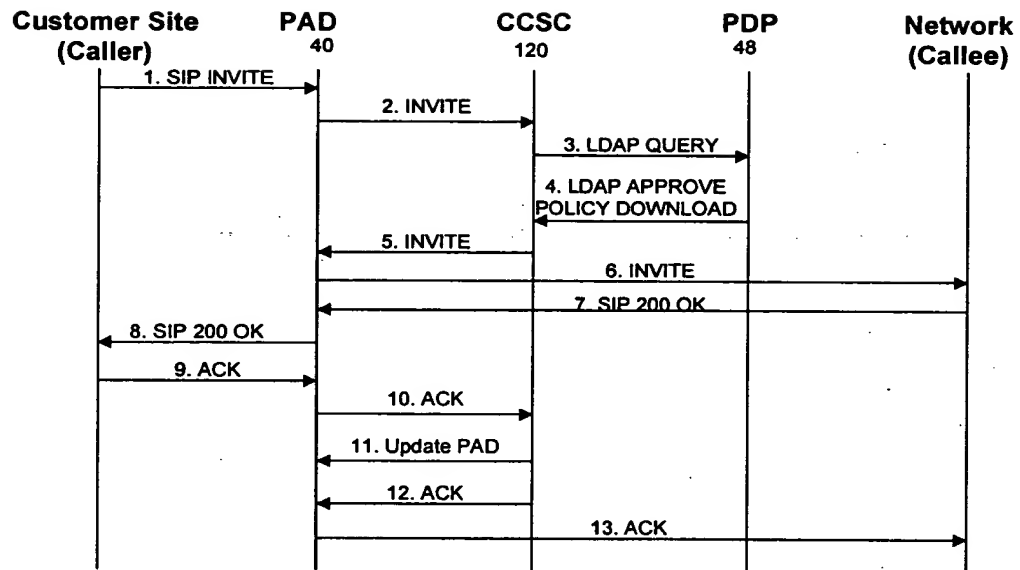 Customer Site
(Caller)
PAD
40
CCSC
120
PDP
48
Network
(Callee)
1. SIP INVITE
2. INVITE
3. LDAP QUERY
4. LDAP APPROVE
POLICY DOWNLOAD
5. INVITE
6. INVITE
7. SIP 200 OK
8. SIP 200 OK
9. ACK
10. ACK
11. Update PAD
12. ACK
13. ACK